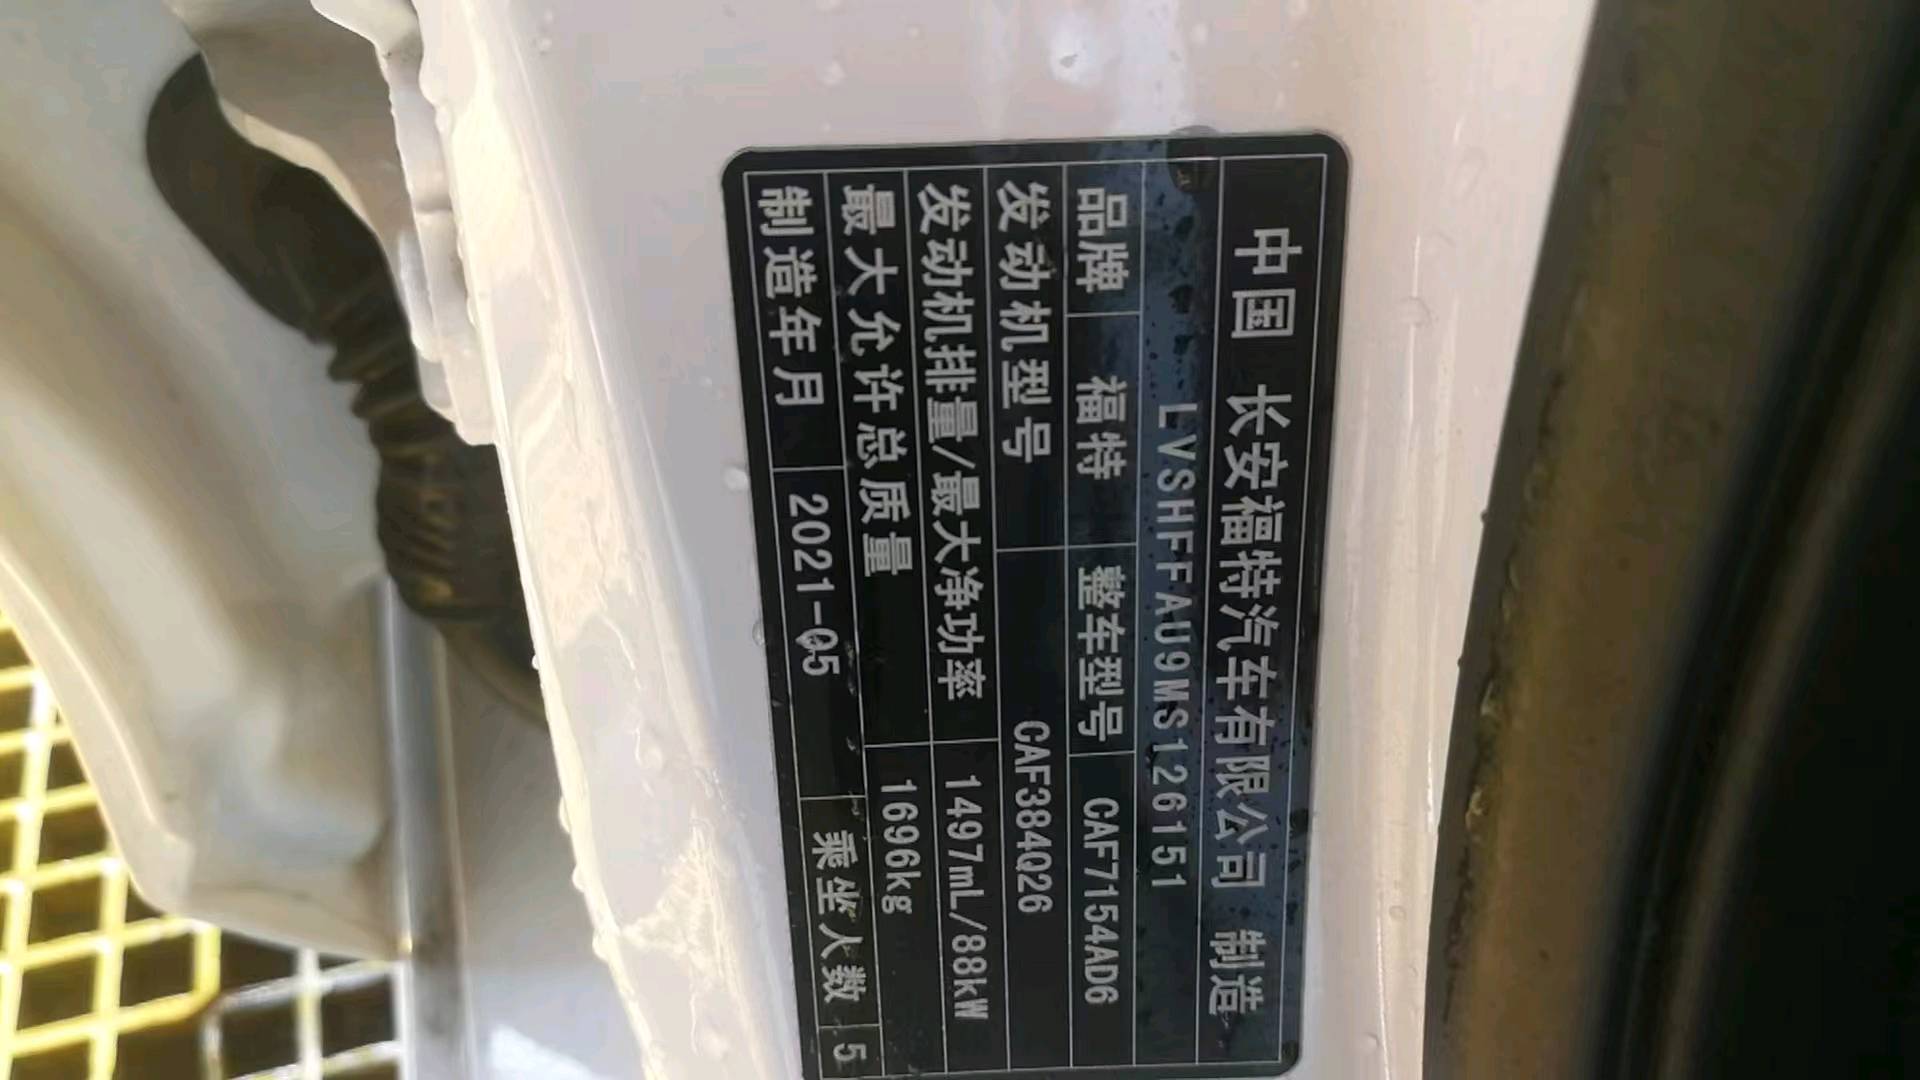 中国 长安福特汽车有限公司 制造
LVSHFFAU9MS126151
品牌 福特 整车型号 CAF7154AD6
发动机型号 CAF384Q26
发动机排量/最大净功率 1497mL/88kW
最大允许总质量 1696kg
制造年月 2021-05 乘坐人数 5